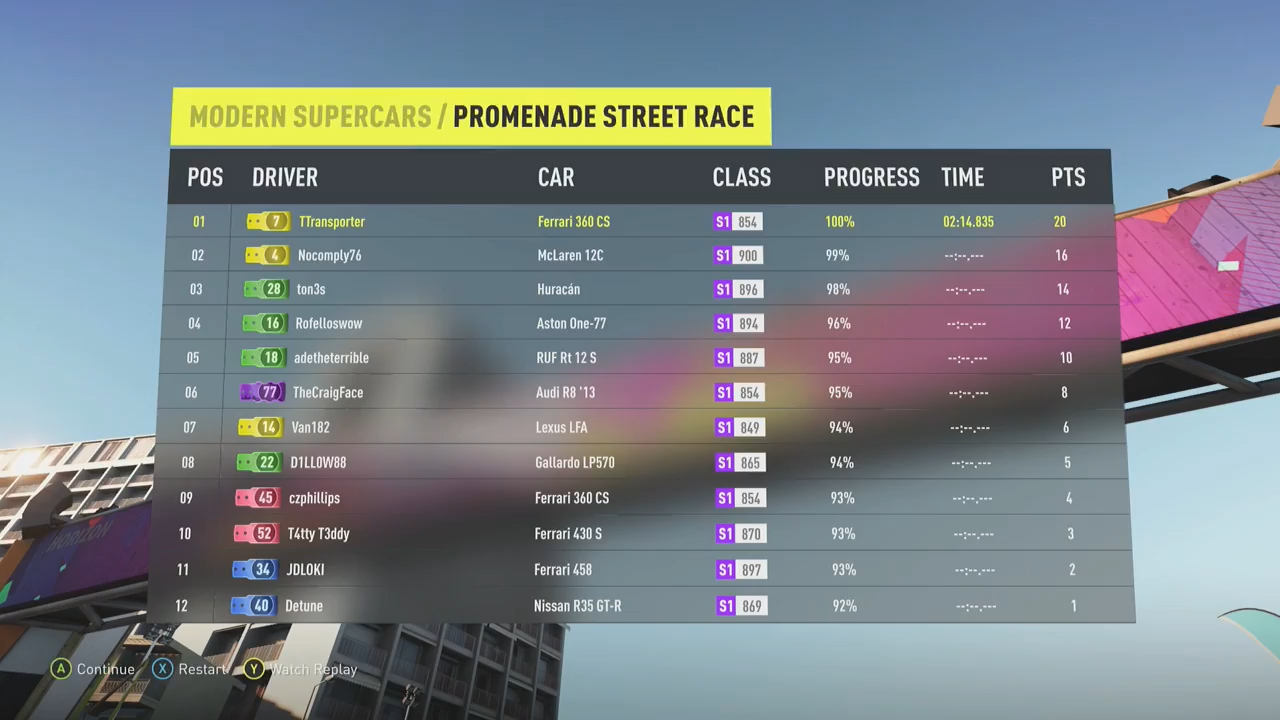 MODERN SUPERCARS / PROMENADE STREET RACE
POS DRIVER CAR CLASS PROGRESS TIME PTS
01 7 TTransporter Ferrari 360 CS S1 854 100% 02:14.835 20
02 4 Nocomply76 McLaren 12C S1 900 99% --:--.--- 16
03 28 ton3s Huracán S1 896 98% --:--.--- 14
04 16 Rofelloswow Aston One-77 S1 894 96% --:--.--- 12
05 18 adetheterrible RUF Rt 12 S S1 887 95% --:--.--- 10
06 77 TheCraigFace Audi R8 '13 S1 854 95% --:--.--- 8
07 14 Van182 Lexus LFA S1 849 94% --:--.--- 6
08 22 D1LL0W88 Gallardo LP570 S1 865 94% --:--.--- 5
09 45 czphillips Ferrari 360 CS S1 854 93% --:--.--- 4
10 52 T4tty T3ddy Ferrari 430 S S1 870 93% --:--.--- 3
11 34 JDLOKI Ferrari 458 S1 897 93% --:--.--- 2
12 40 Detune Nissan R35 GT-R S1 869 92% --:--.--- 1
HORIZON
A Continue X Restart Y Watch Replay